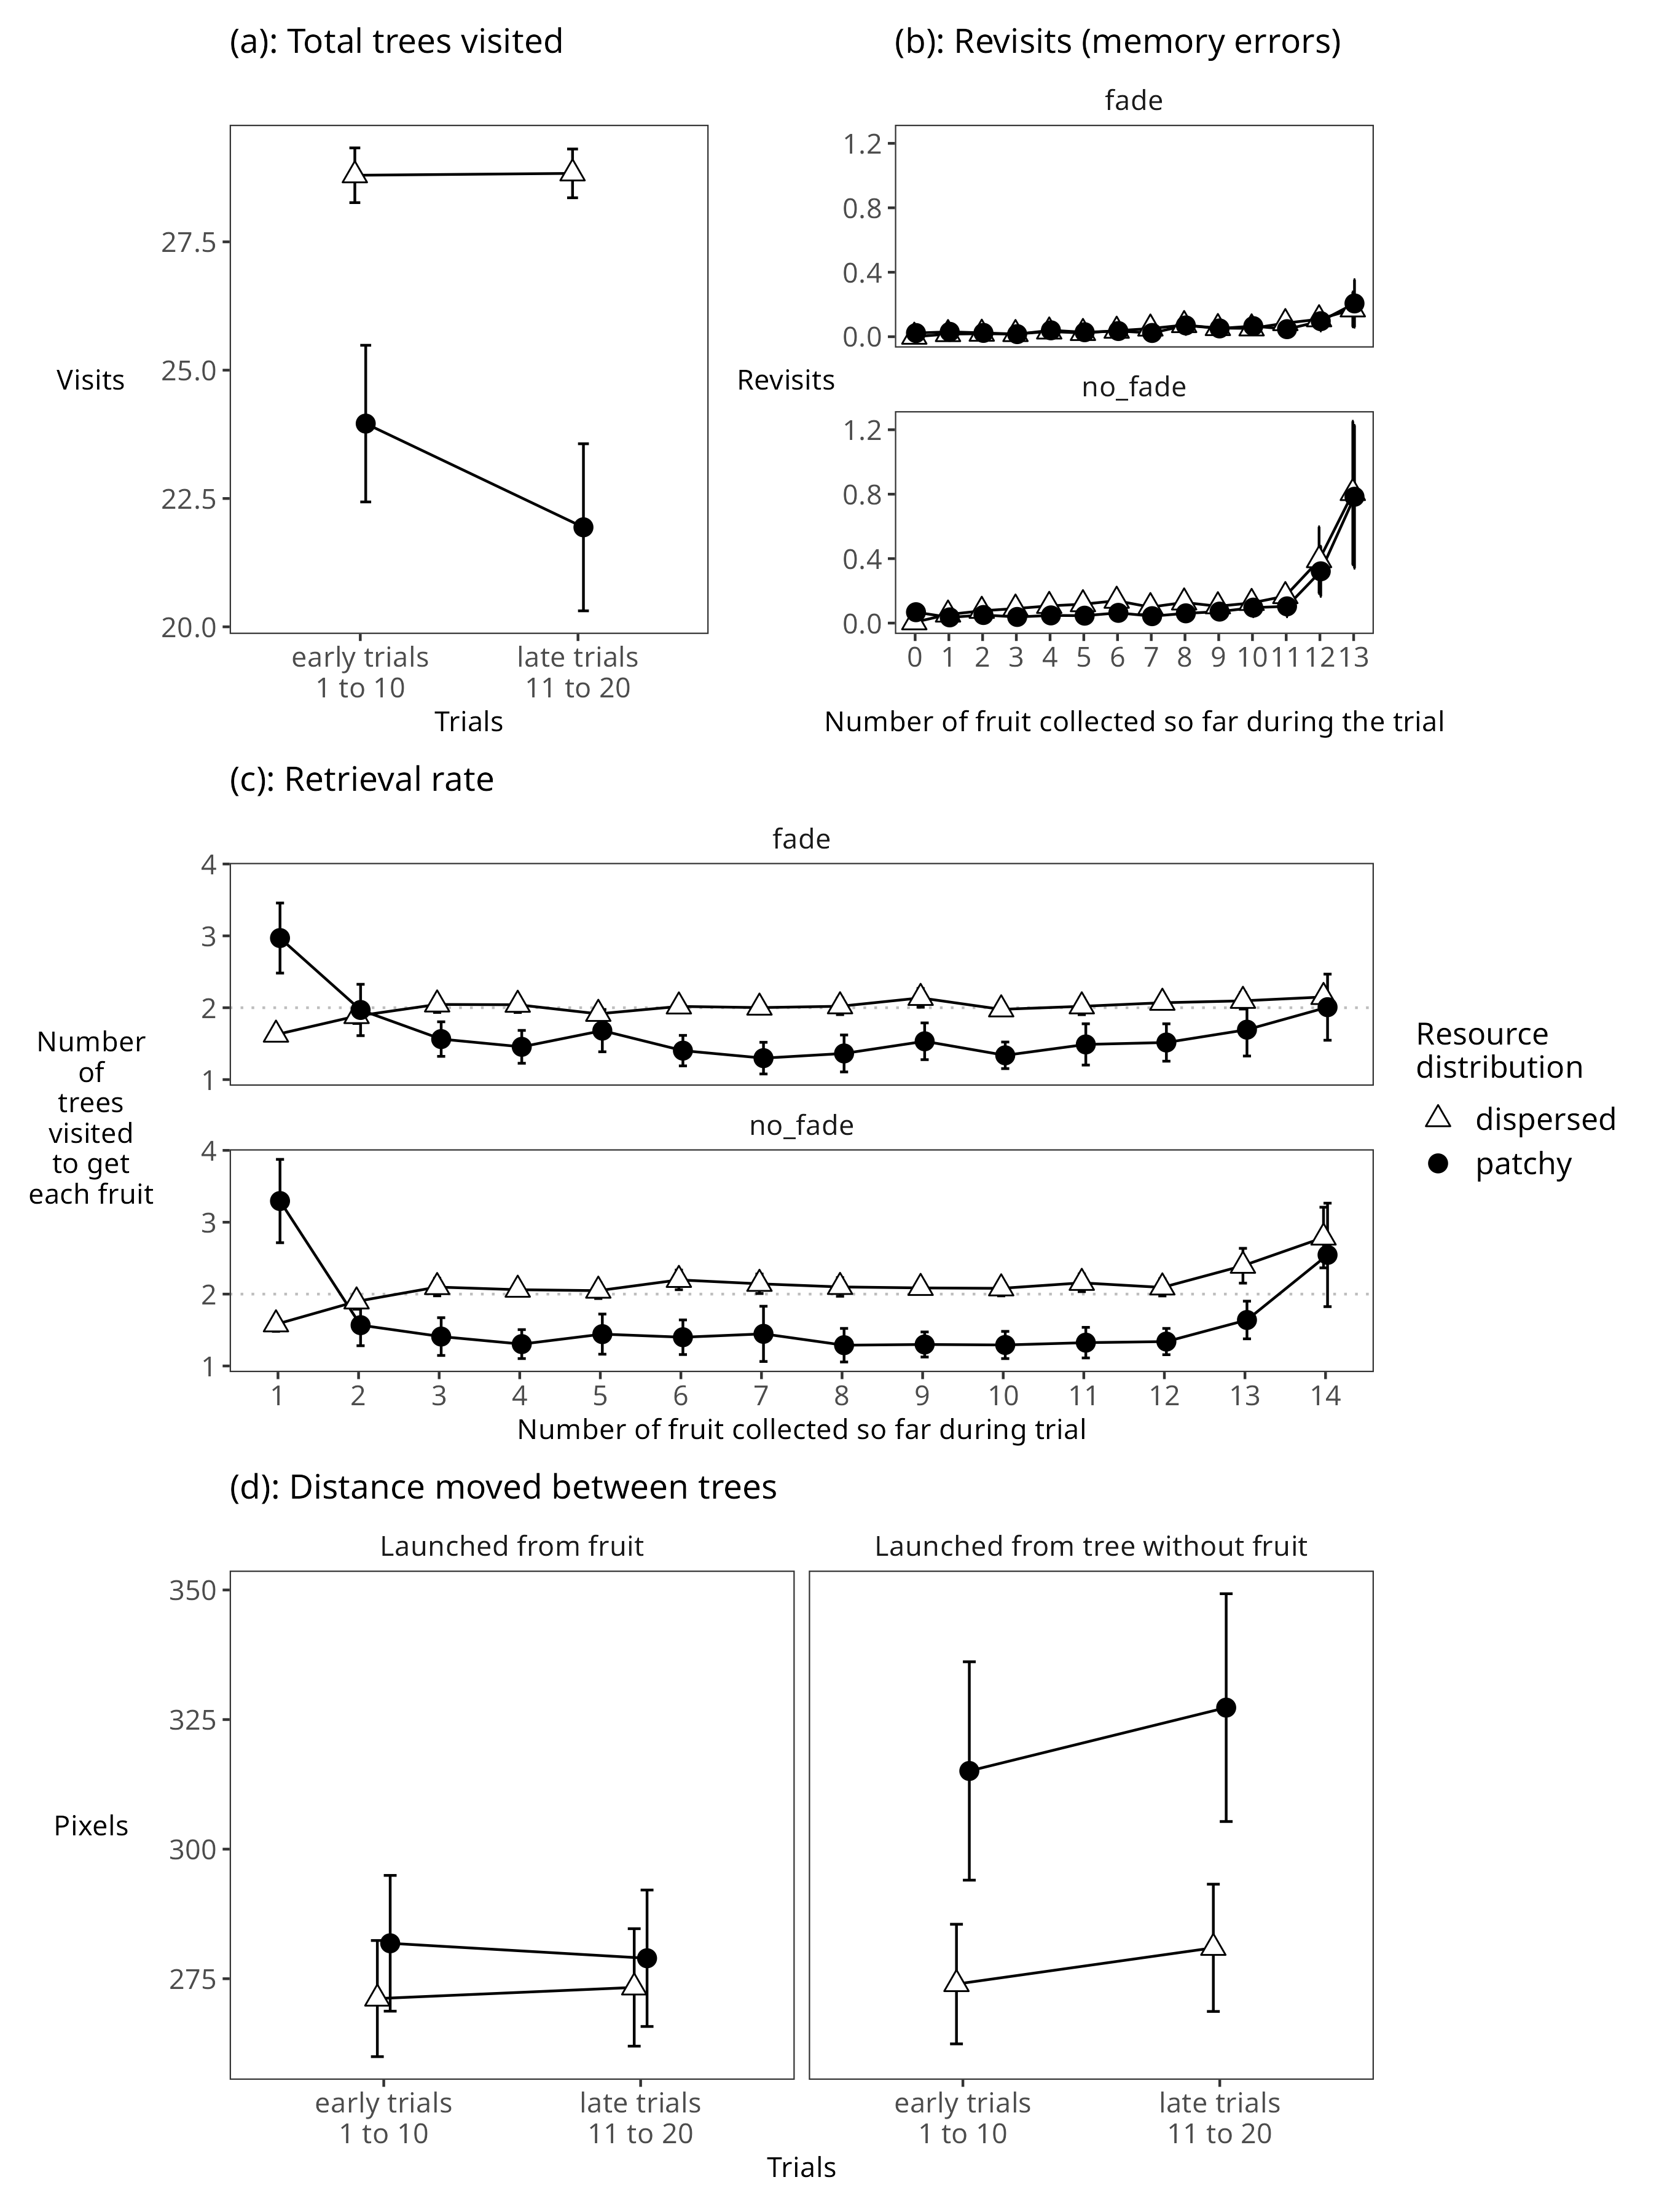 (a): Total trees visited
Visits
27.5
25.0
22.5
20.0
early trials
1 to 10
late trials
11 to 20
Trials
(b): Revisits (memory errors)
fade
Revisits
1.2
0.8
0.4
0.0
no_fade
1.2
0.8
0.4
0.0
0 1 2 3 4 5 6 7 8 9 10 11 12 13
Number of fruit collected so far during the trial
(c): Retrieval rate
fade
4
3
2
1
Number
of
trees
visited
to get
each fruit
no_fade
4
3
2
1
1 2 3 4 5 6 7 8 9 10 11 12 13 14
Number of fruit collected so far during trial
Resource
distribution
dispersed
patchy
(d): Distance moved between trees
Launched from fruit
Launched from tree without fruit
Pixels
350
325
300
275
early trials
1 to 10
late trials
11 to 20
early trials
1 to 10
late trials
11 to 20
Trials